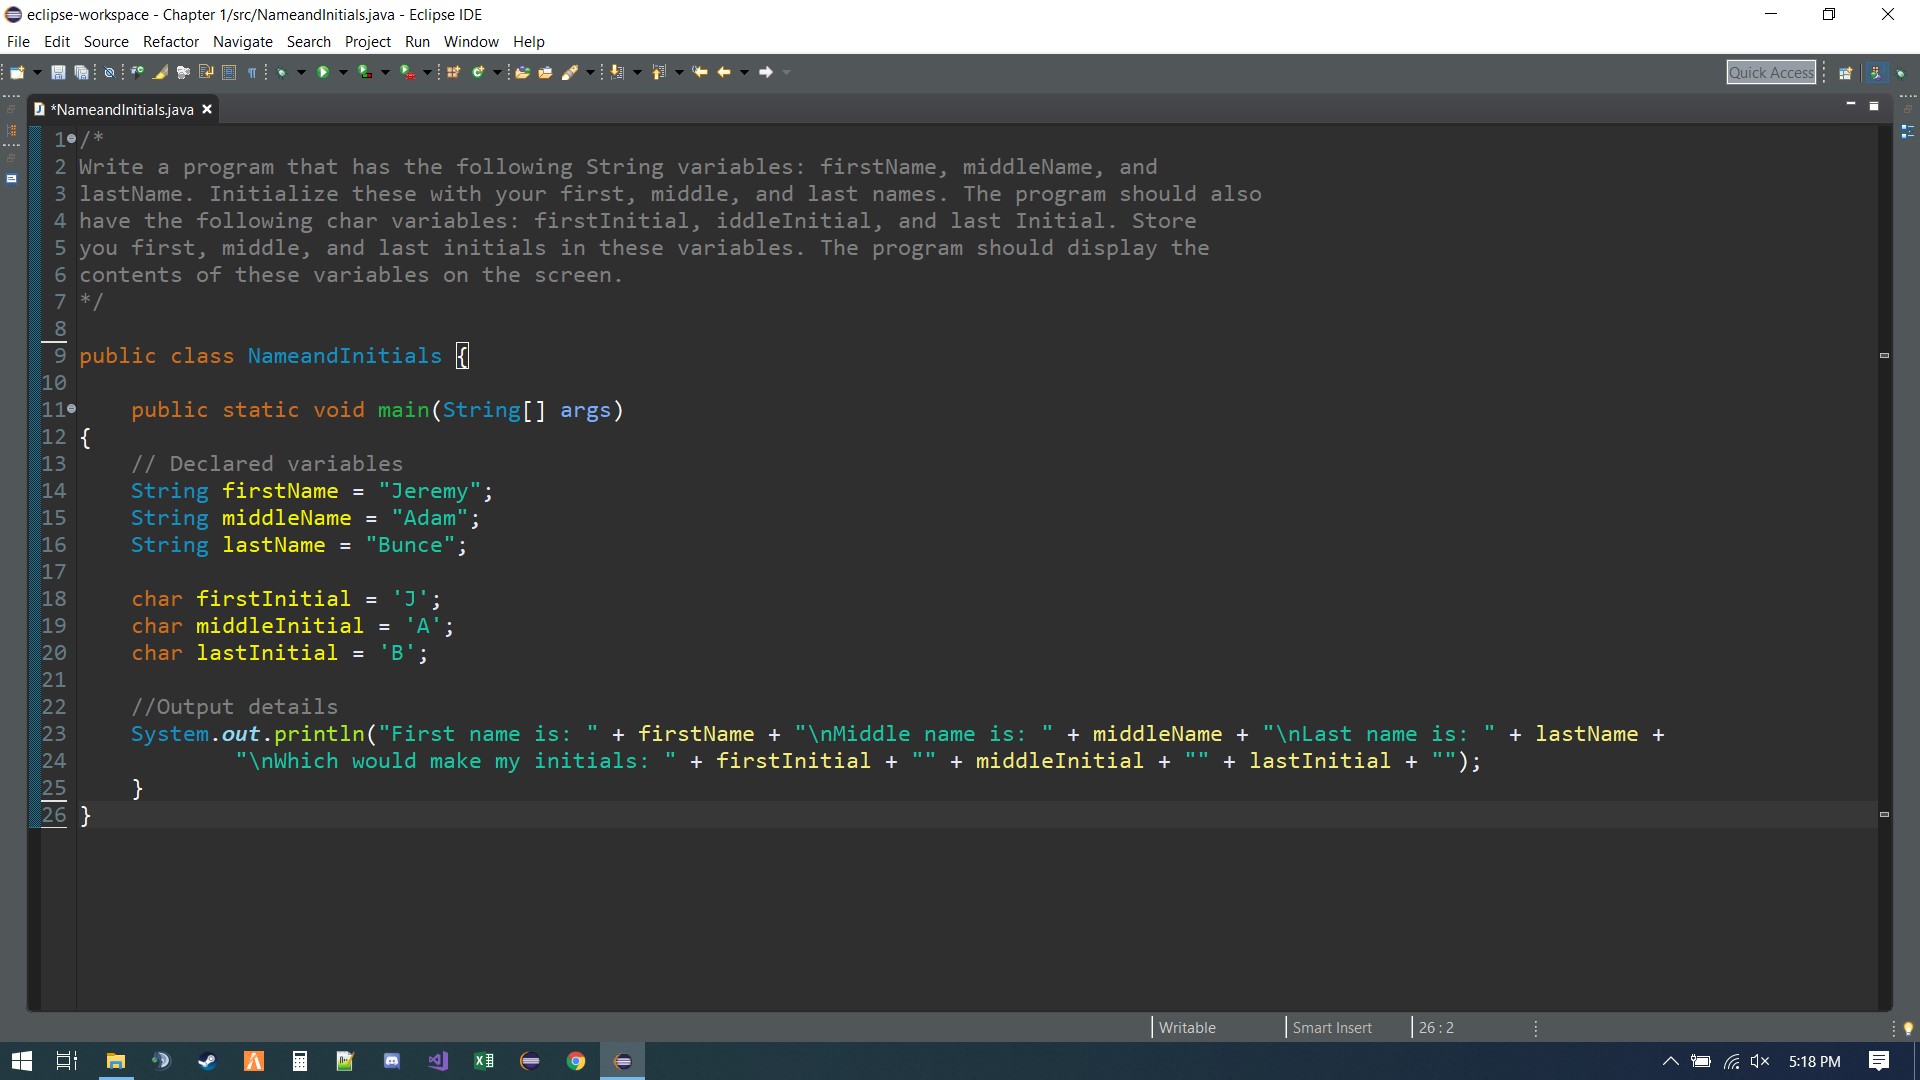 eclipse-workspace - Chapter 1/src/NameandInitials.java - Eclipse IDE
File Edit Source Refactor Navigate Search Project Run Window Help
Quick Access
*NameandInitials.java
1 /*
2 Write a program that has the following String variables: firstName, middleName, and
3 lastName. Initialize these with your first, middle, and last names. The program should also
4 have the following char variables: firstInitial, iddleInitial, and last Initial. Store
5 you first, middle, and last initials in these variables. The program should display the
6 contents of these variables on the screen.
7 */
8
9 public class NameandInitials {
10
11     public static void main(String[] args)
12 {
13     // Declared variables
14     String firstName = "Jeremy";
15     String middleName = "Adam";
16     String lastName = "Bunce";
17
18     char firstInitial = 'J';
19     char middleInitial = 'A';
20     char lastInitial = 'B';
21
22     //Output details
23     System.out.println("First name is: " + firstName + "\nMiddle name is: " + middleName + "\nLast name is: " + lastName +
24             "\nWhich would make my initials: " + firstInitial + "" + middleInitial + "" + lastInitial + "");
25     }
26 }
Writable Smart Insert 26 : 2
5:18 PM